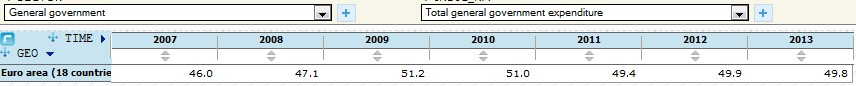 General government + Total general government expenditure +
TIME 2007 2008 2009 2010 2011 2012 2013
GEO
Euro area (18 countrie 46.0 47.1 51.2 51.0 49.4 49.9 49.8